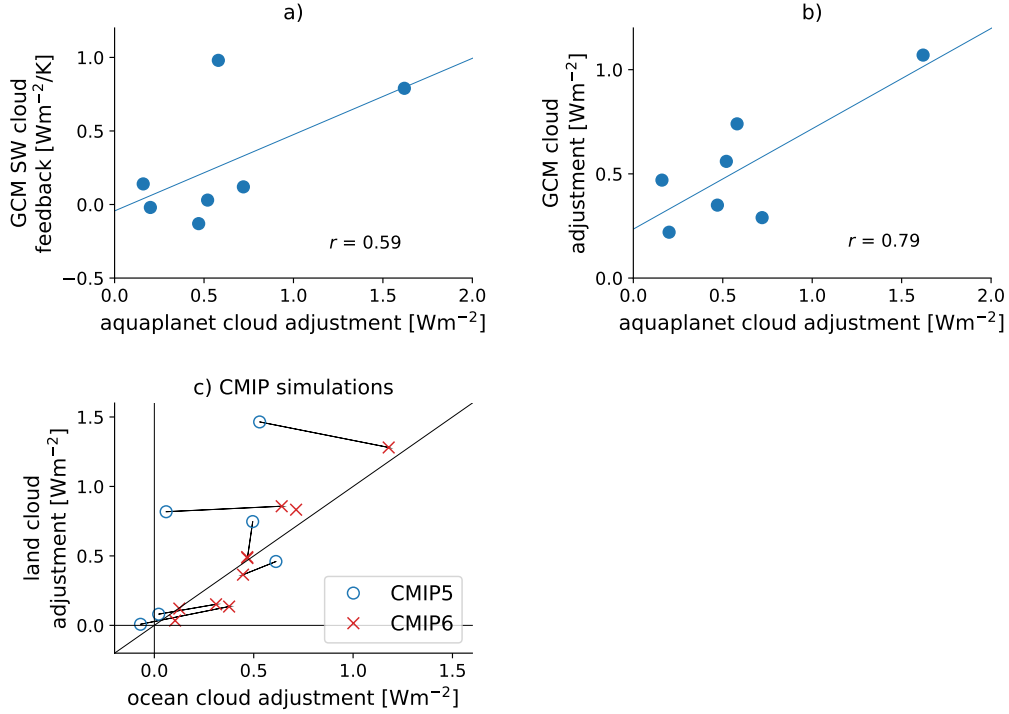 a)
GCM SW cloud
feedback [Wm⁻²/K]
1.0
0.5
0.0
−0.5
0.0 0.5 1.0 1.5 2.0
r = 0.59
aquaplanet cloud adjustment [Wm⁻²]
b)
GCM cloud
adjustment [Wm⁻²]
1.0
0.5
0.0
0.0 0.5 1.0 1.5 2.0
r = 0.79
aquaplanet cloud adjustment [Wm⁻²]
c) CMIP simulations
land cloud
adjustment [Wm⁻²]
1.5
1.0
0.5
0.0
0.0 0.5 1.0 1.5
CMIP5
CMIP6
ocean cloud adjustment [Wm⁻²]